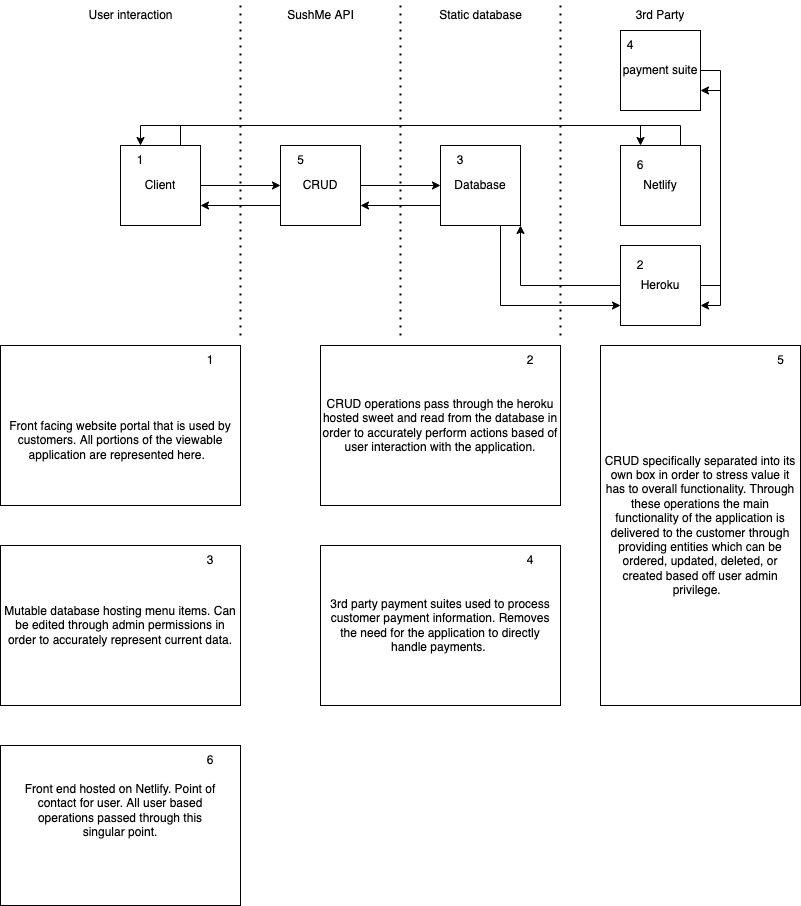 User interaction
SushMe API
Static database
3rd Party
4
payment suite
1
Client
5
CRUD
3
Database
6
Netlify
2
Heroku
1
Front facing website portal that is used by
customers. All portions of the viewable
application are represented here.
2
CRUD operations pass through the heroku
hosted sweet and read from the database in
order to accurately perform actions based of
user interaction with the application.
5
CRUD specifically separated into its
own box in order to stress value it
has to overall functionality. Through
these operations the main
functionality of the application is
delivered to the customer through
providing entities which can be
ordered, updated, deleted, or
created based off user admin
privilege.
3
Mutable database hosting menu items. Can
be edited through admin permissions in
order to accurately represent current data.
4
3rd party payment suites used to process
customer payment information. Removes
the need for the application to directly
handle payments.
6
Front end hosted on Netlify. Point of
contact for user. All user based
operations passed through this
singular point.